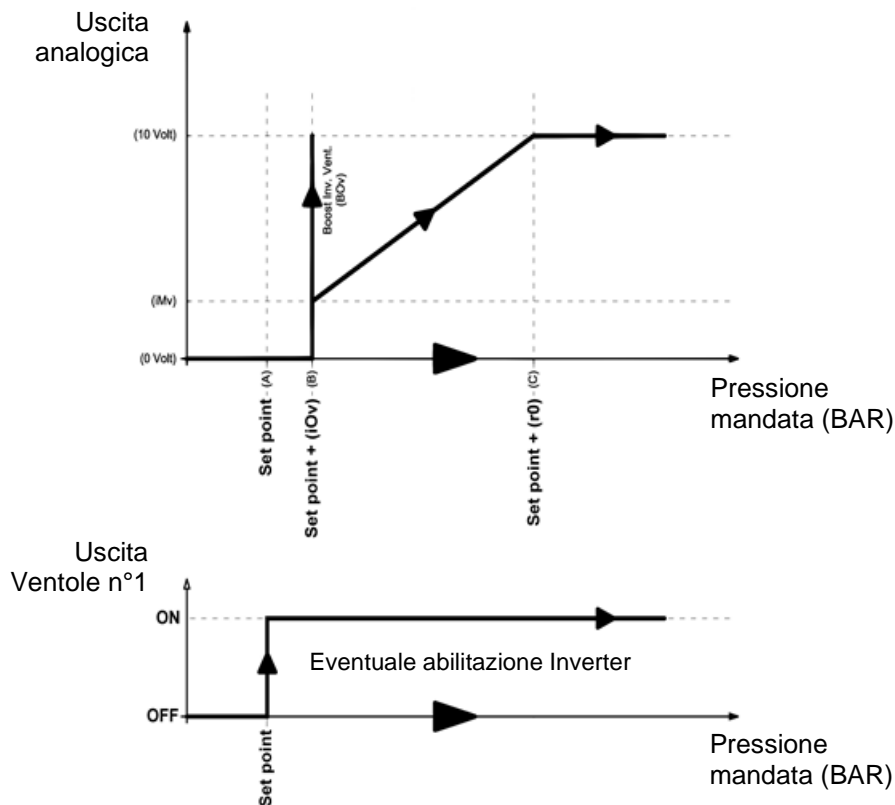 Uscita
analogica
(10 Volt)
Boost Inv. Vent.
(BOv)
(iMv)
(0 Volt)
Set point - (A)
Set point + (iOv) - (B)
Set point + (r0) - (C)
Pressione
mandata (BAR)
Uscita
Ventole n°1
ON
Eventuale abilitazione Inverter
OFF
Set point
Pressione
mandata (BAR)